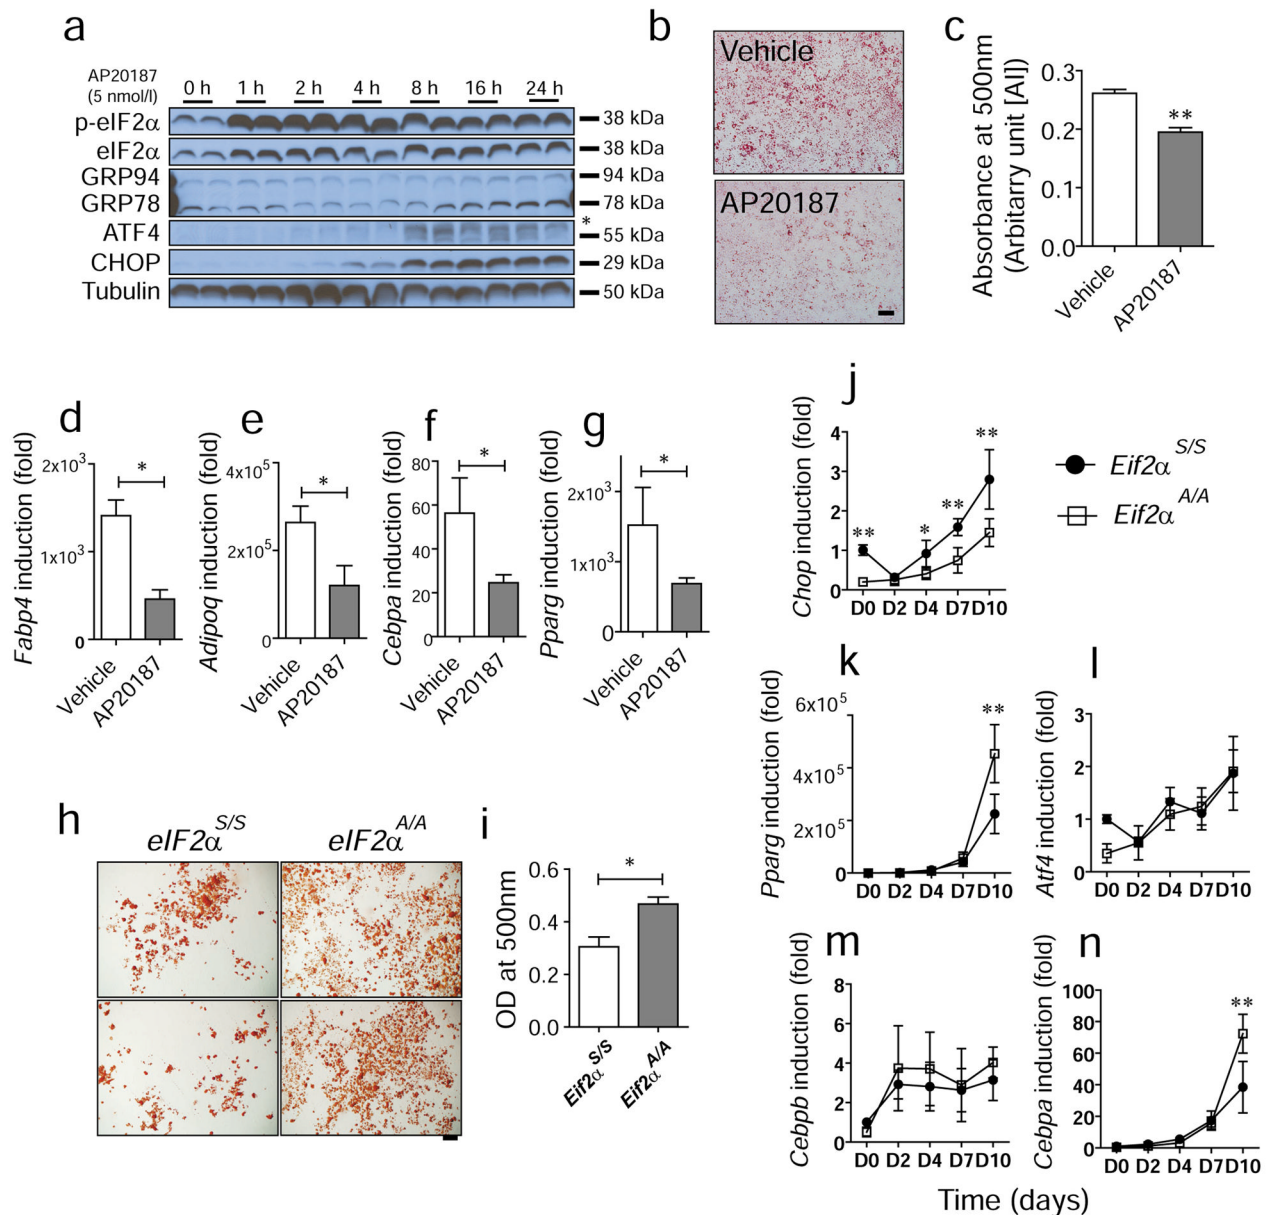 a
AP20187
(5 nmol/l)
0 h 1 h 2 h 4 h 8 h 16 h 24 h
p-eIF2α 38 kDa
eIF2α 38 kDa
GRP94 94 kDa
GRP78 78 kDa
*
ATF4 55 kDa
CHOP 29 kDa
Tubulin 50 kDa
b
Vehicle
AP20187
c
Absorbance at 500nm
(Arbitarry unit [AI])
0.3
0.2
0.1
0.0
**
Vehicle
AP20187
d
Fabp4 induction (fold)
2x10³
1x10³
0
*
Vehicle
AP20187
e
Adipoq induction (fold)
4x10⁵
2x10⁵
0
*
Vehicle
AP20187
f
Cebpa induction (fold)
80
60
40
20
0
*
Vehicle
AP20187
g
Pparg induction (fold)
2x10³
1x10³
0
*
Vehicle
AP20187
h
eIF2α S/S
eIF2α A/A
i
OD at 500nm
0.6
0.4
0.2
0.0
*
Eif2α S/S
Eif2α A/A
j
Chop induction (fold)
4
3
2
1
0
** * ** **
D0 D2 D4 D7 D10
Eif2α S/S
Eif2α A/A
k
Pparg induction (fold)
6x10⁵
4x10⁵
2x10⁵
0
**
D0 D2 D4 D7 D10
l
Atf4 induction (fold)
3
2
1
0
D0 D2 D4 D7 D10
m
Cebpb induction (fold)
8
6
4
2
0
D0 D2 D4 D7 D10
n
Cebpa induction (fold)
100
80
60
40
20
0
**
D0 D2 D4 D7 D10
Time (days)